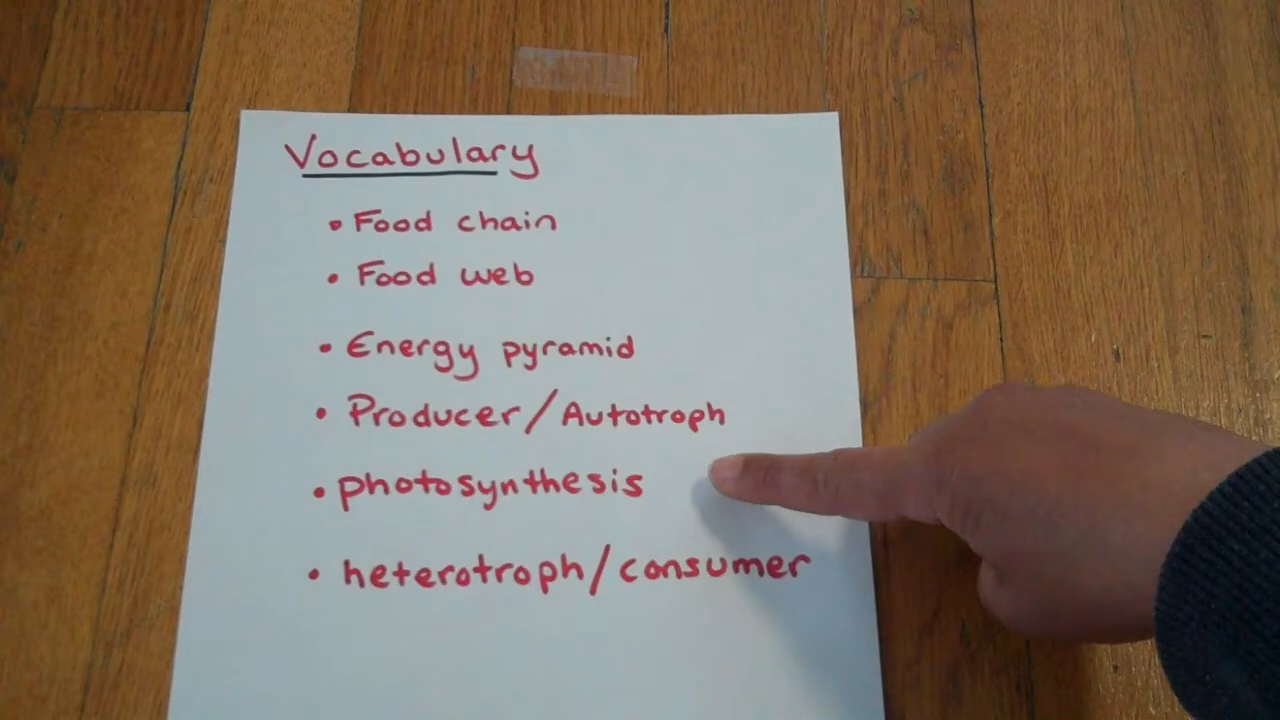 Vocabulary
• Food chain
• Food web
• Energy pyramid
• Producer/Autotroph
• photosynthesis
• heterotroph/consumer